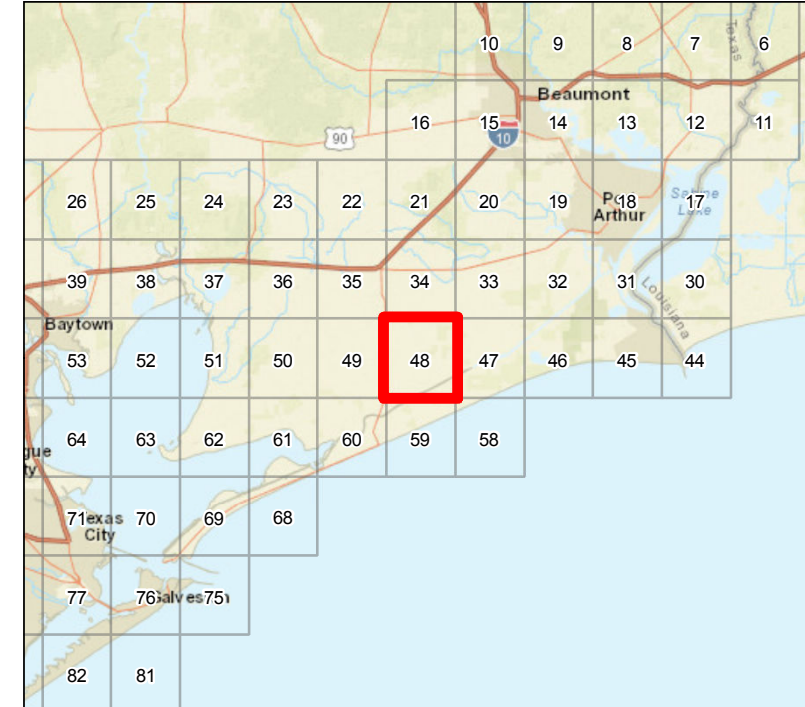 10 9 8 7 6
Texas
Beaumont
16 15 14 13 12 11
90
10
26 25 24 23 22 21 20 19 18 17
Port Arthur
Sabine Lake
39 38 37 36 35 34 33 32 31 30
Louisiana
Baytown
53 52 51 50 49 48 47 46 45 44
64 63 62 61 60 59 58
gue
ty
71 70 69 68
Texas
City
77 76 75
Galveston
82 81